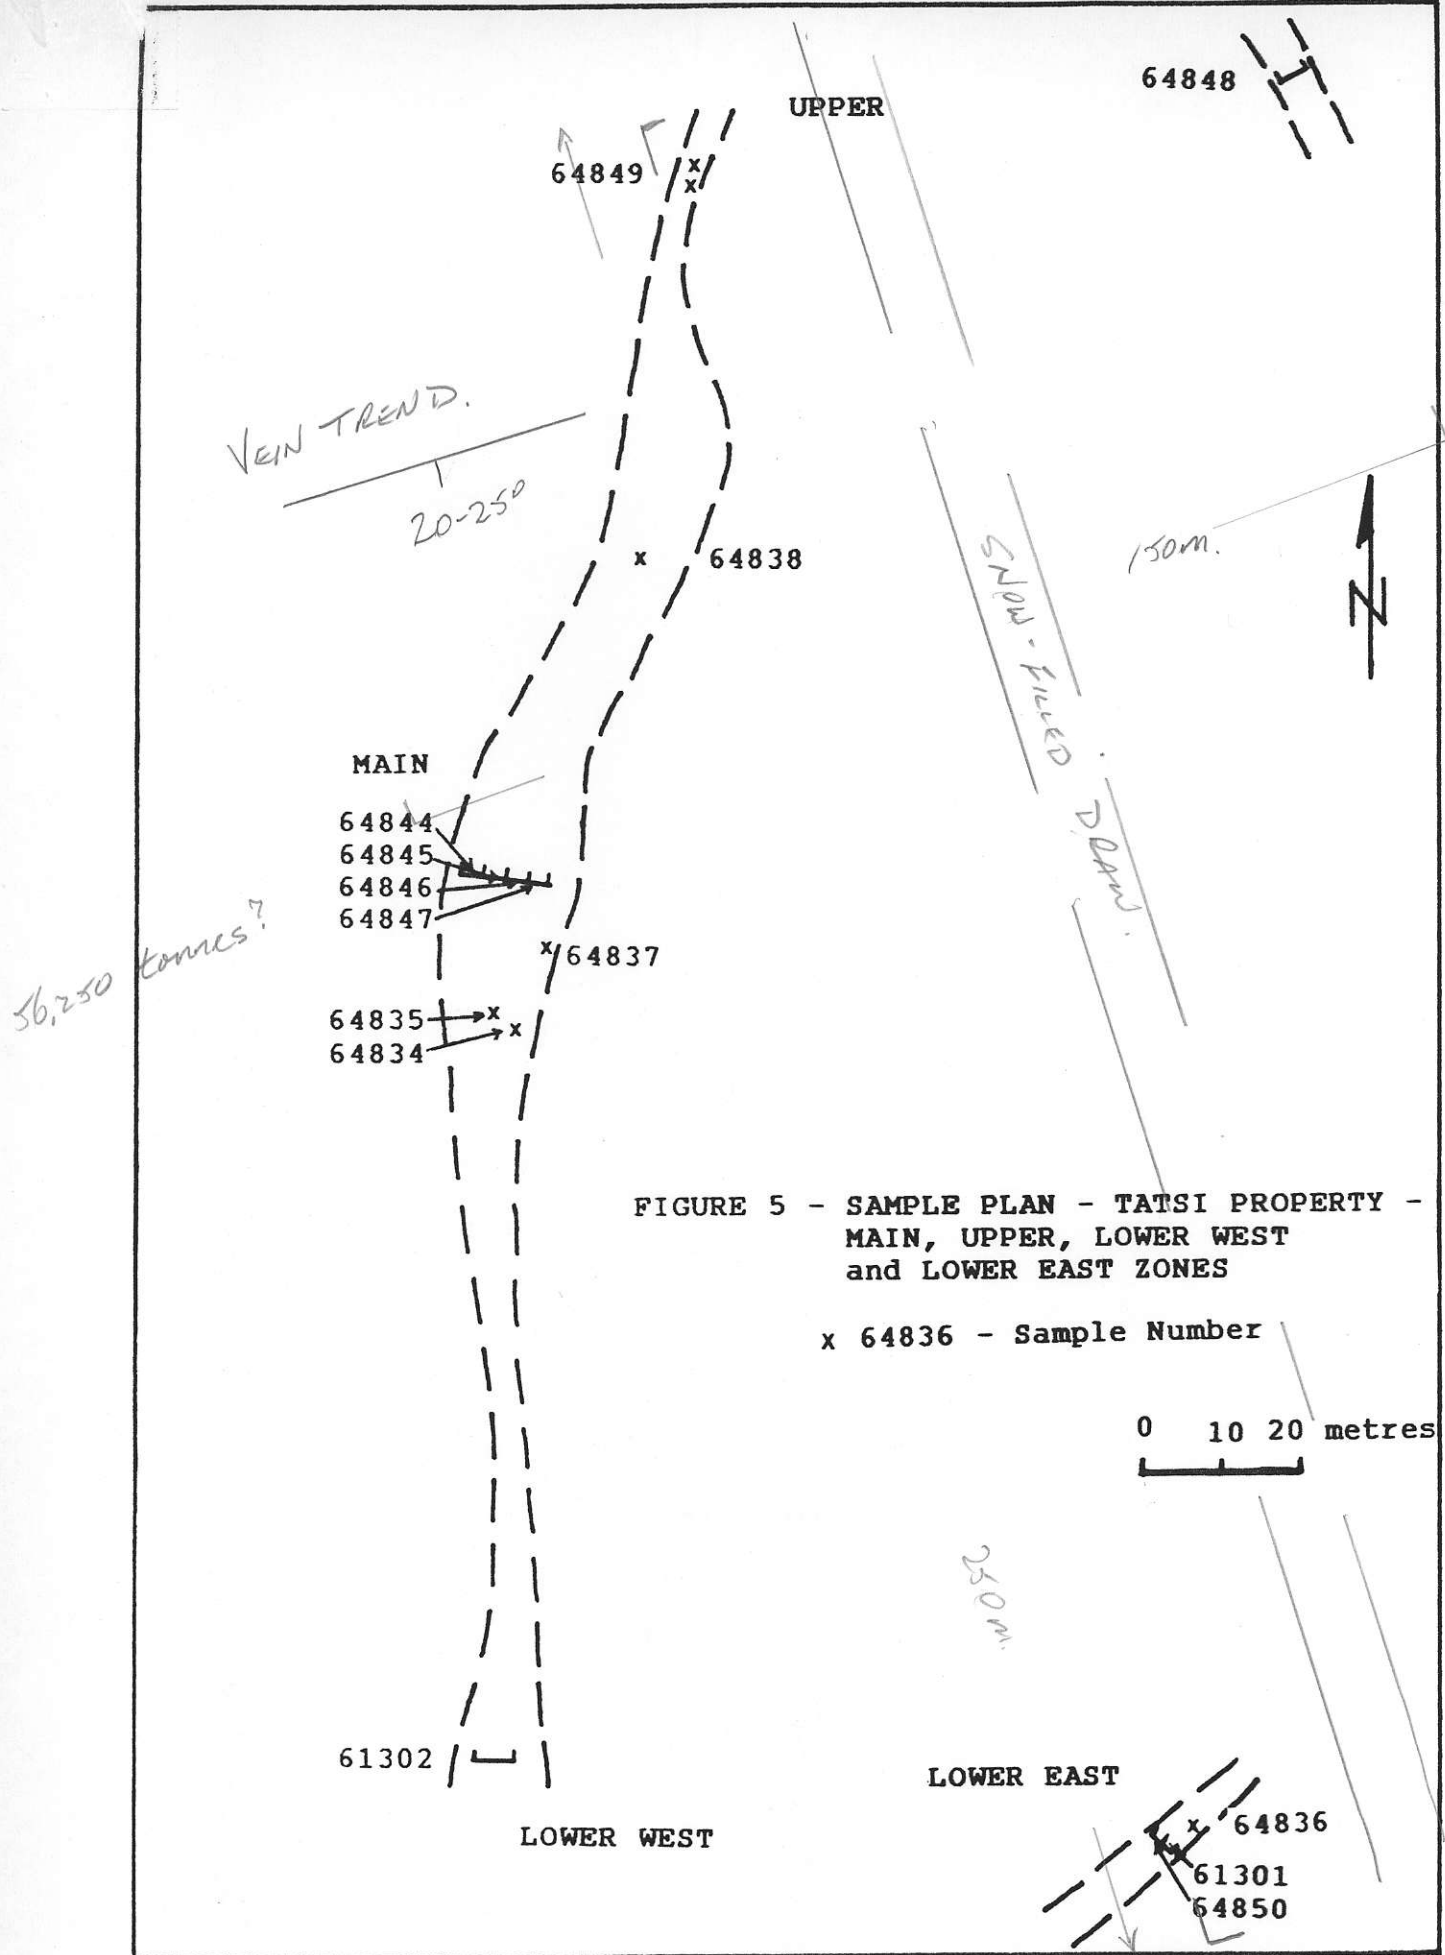 64848
UPPER
64849
VEIN TREND.
20-25°
64838
150m.
N
SNOW-FILLED DRAW.
MAIN
64844
64845
64846
64847
56,250 tonnes?
64837
64835
64834
FIGURE 5 - SAMPLE PLAN - TATSI PROPERTY -
MAIN, UPPER, LOWER WEST
and LOWER EAST ZONES
x 64836 - Sample Number
0 10 20 metres
250m.
61302
LOWER EAST
64836
LOWER WEST
61301
64850